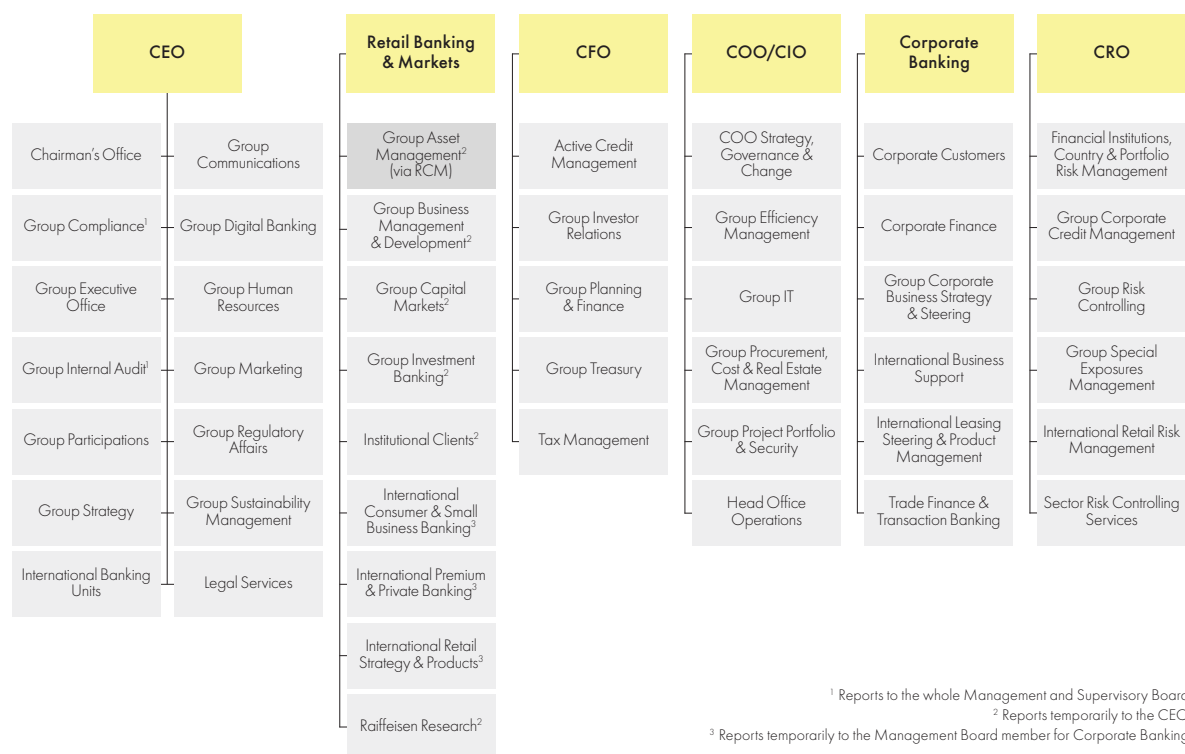 CEO
Chairman's Office
Group Compliance¹
Group Executive
Office
Group Internal Audit¹
Group Participations
Group Strategy
International Banking
Units
Group
Communications
Group Digital Banking
Group Human
Resources
Group Marketing
Group Regulatory
Affairs
Group Sustainability
Management
Legal Services
Retail Banking
& Markets
Group Asset
Management²
(via RCM)
Group Business
Management
& Development²
Group Capital
Markets²
Group Investment
Banking²
Institutional Clients²
International
Consumer & Small
Business Banking³
International Premium
& Private Banking³
International Retail
Strategy & Products³
Raiffeisen Research²
CFO
Active Credit
Management
Group Investor
Relations
Group Planning
& Finance
Group Treasury
Tax Management
COO/CIO
COO Strategy,
Governance &
Change
Group Efficiency
Management
Group IT
Group Procurement,
Cost & Real Estate
Management
Group Project Portfolio
& Security
Head Office
Operations
Corporate
Banking
Corporate Customers
Corporate Finance
Group Corporate
Business Strategy
& Steering
International Business
Support
International Leasing
Steering & Product
Management
Trade Finance &
Transaction Banking
CRO
Financial Institutions,
Country & Portfolio
Risk Management
Group Corporate
Credit Management
Group Risk
Controlling
Group Special
Exposures
Management
International Retail Risk
Management
Sector Risk Controlling
Services
¹ Reports to the whole Management and Supervisory Board
² Reports temporarily to the CEO
³ Reports temporarily to the Management Board member for Corporate Banking